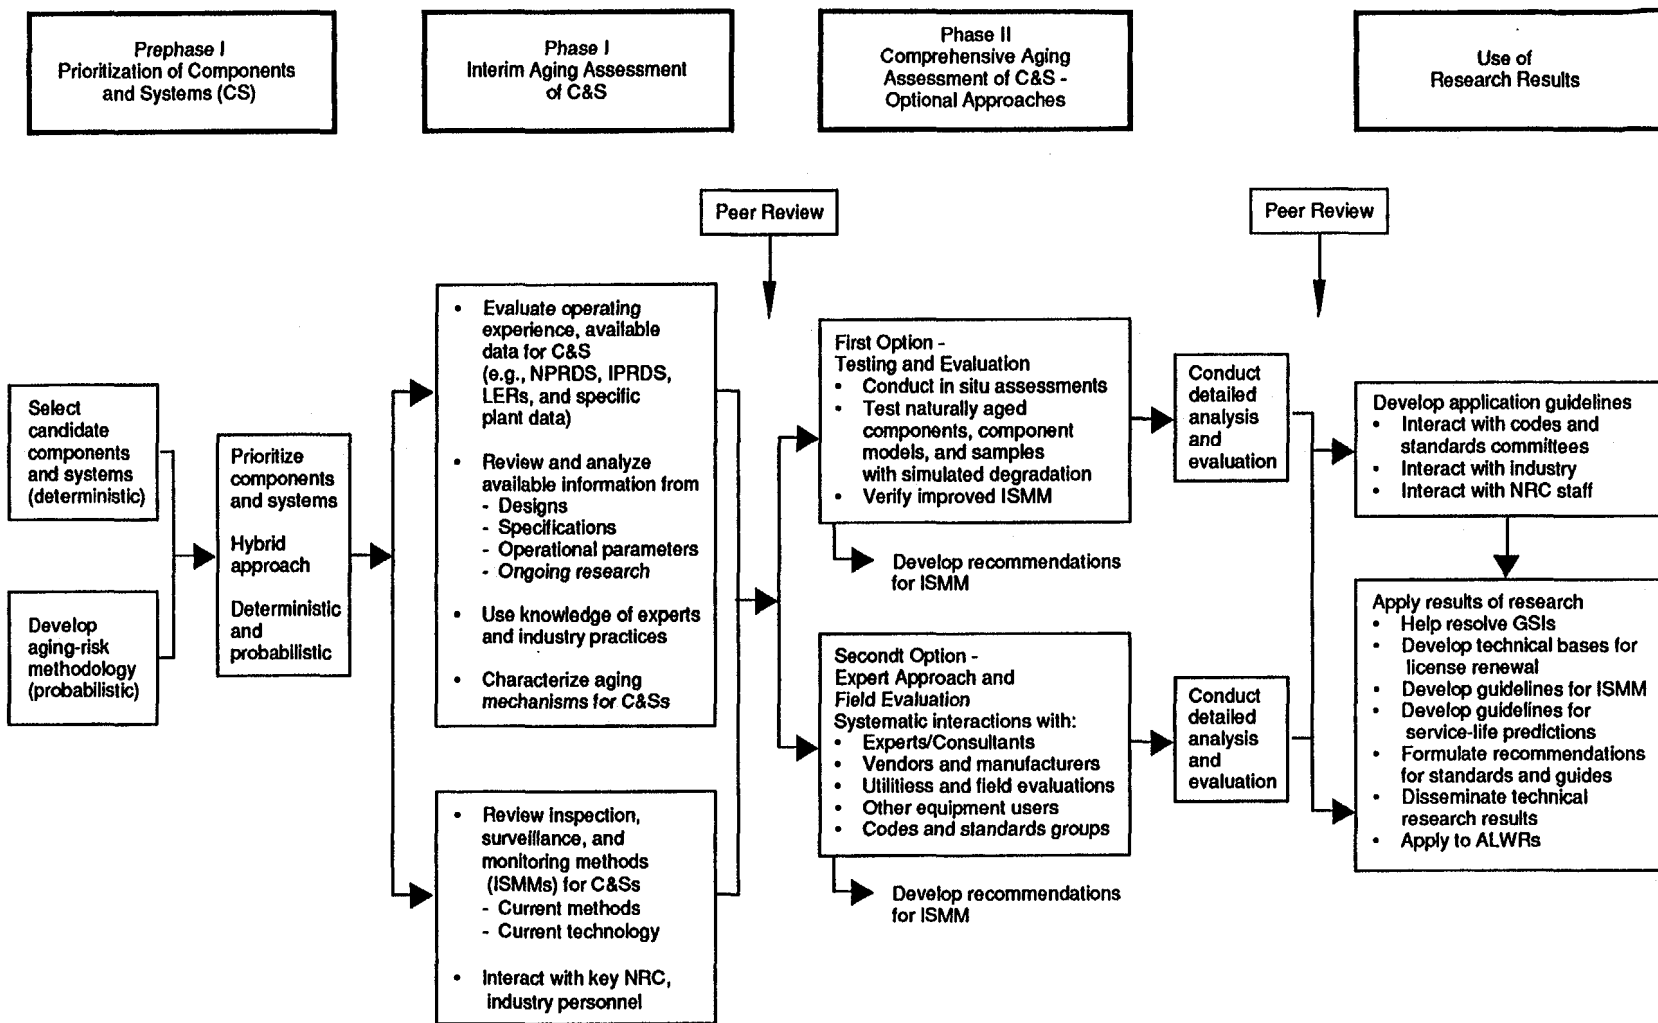 Prephase I
Prioritization of Components
and Systems (CS)
Phase I
Interim Aging Assessment
of C&S
Phase II
Comprehensive Aging
Assessment of C&S -
Optional Approaches
Use of
Research Results
Peer Review
Peer Review
Select
candidate
components
and systems
(deterministic)
Develop
aging-risk
methodology
(probabilistic)
Prioritize
components
and systems
Hybrid
approach
Deterministic
and
probabilistic
• Evaluate operating
experience, available
data for C&S
(e.g., NPRDS, IPRDS,
LERs, and specific
plant data)
• Review and analyze
available information from
- Designs
- Specifications
- Operational parameters
- Ongoing research
• Use knowledge of experts
and industry practices
• Characterize aging
mechanisms for C&Ss
• Review inspection,
surveillance, and
monitoring methods
(ISMMs) for C&Ss
- Current methods
- Current technology
• Interact with key NRC,
industry personnel
First Option -
Testing and Evaluation
• Conduct in situ assessments
• Test naturally aged
components, component
models, and samples
with simulated degradation
• Verify improved ISMM
Develop recommendations
for ISMM
Secondt Option -
Expert Approach and
Field Evaluation
Systematic interactions with:
• Experts/Consultants
• Vendors and manufacturers
• Utilitiess and field evaluations
• Other equipment users
• Codes and standards groups
Develop recommendations
for ISMM
Conduct
detailed
analysis
and
evaluation
Conduct
detailed
analysis
and
evaluation
Develop application guidelines
• Interact with codes and
standards committees
• Interact with industry
• Interact with NRC staff
Apply results of research
• Help resolve GSIs
• Develop technical bases for
license renewal
• Develop guidelines for ISMM
• Develop guidelines for
service-life predictions
• Formulate recommendations
for standards and guides
• Disseminate technical
research results
• Apply to ALWRs